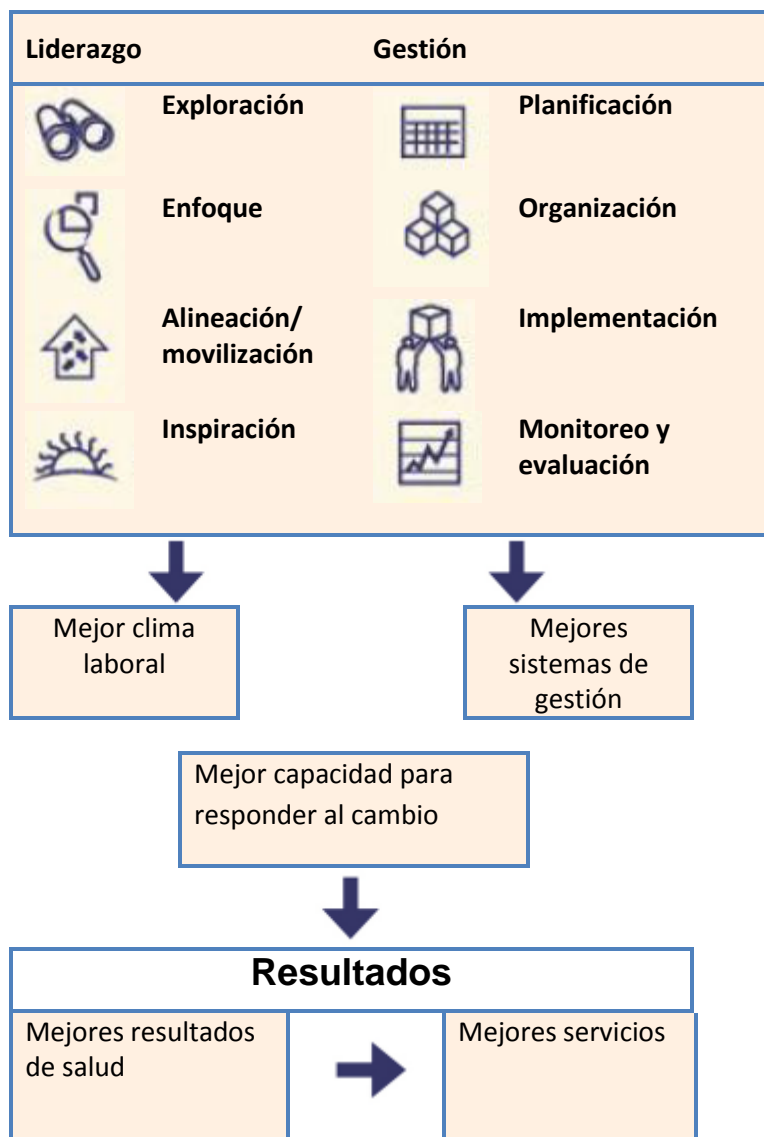 Liderazgo
Gestión
Exploración
Planificación
Enfoque
Organización
Alineación/
movilización
Implementación
Inspiración
Monitoreo y
evaluación
Mejor clima
laboral
Mejores
sistemas de
gestión
Mejor capacidad para
responder al cambio
Resultados
Mejores resultados
de salud
Mejores servicios